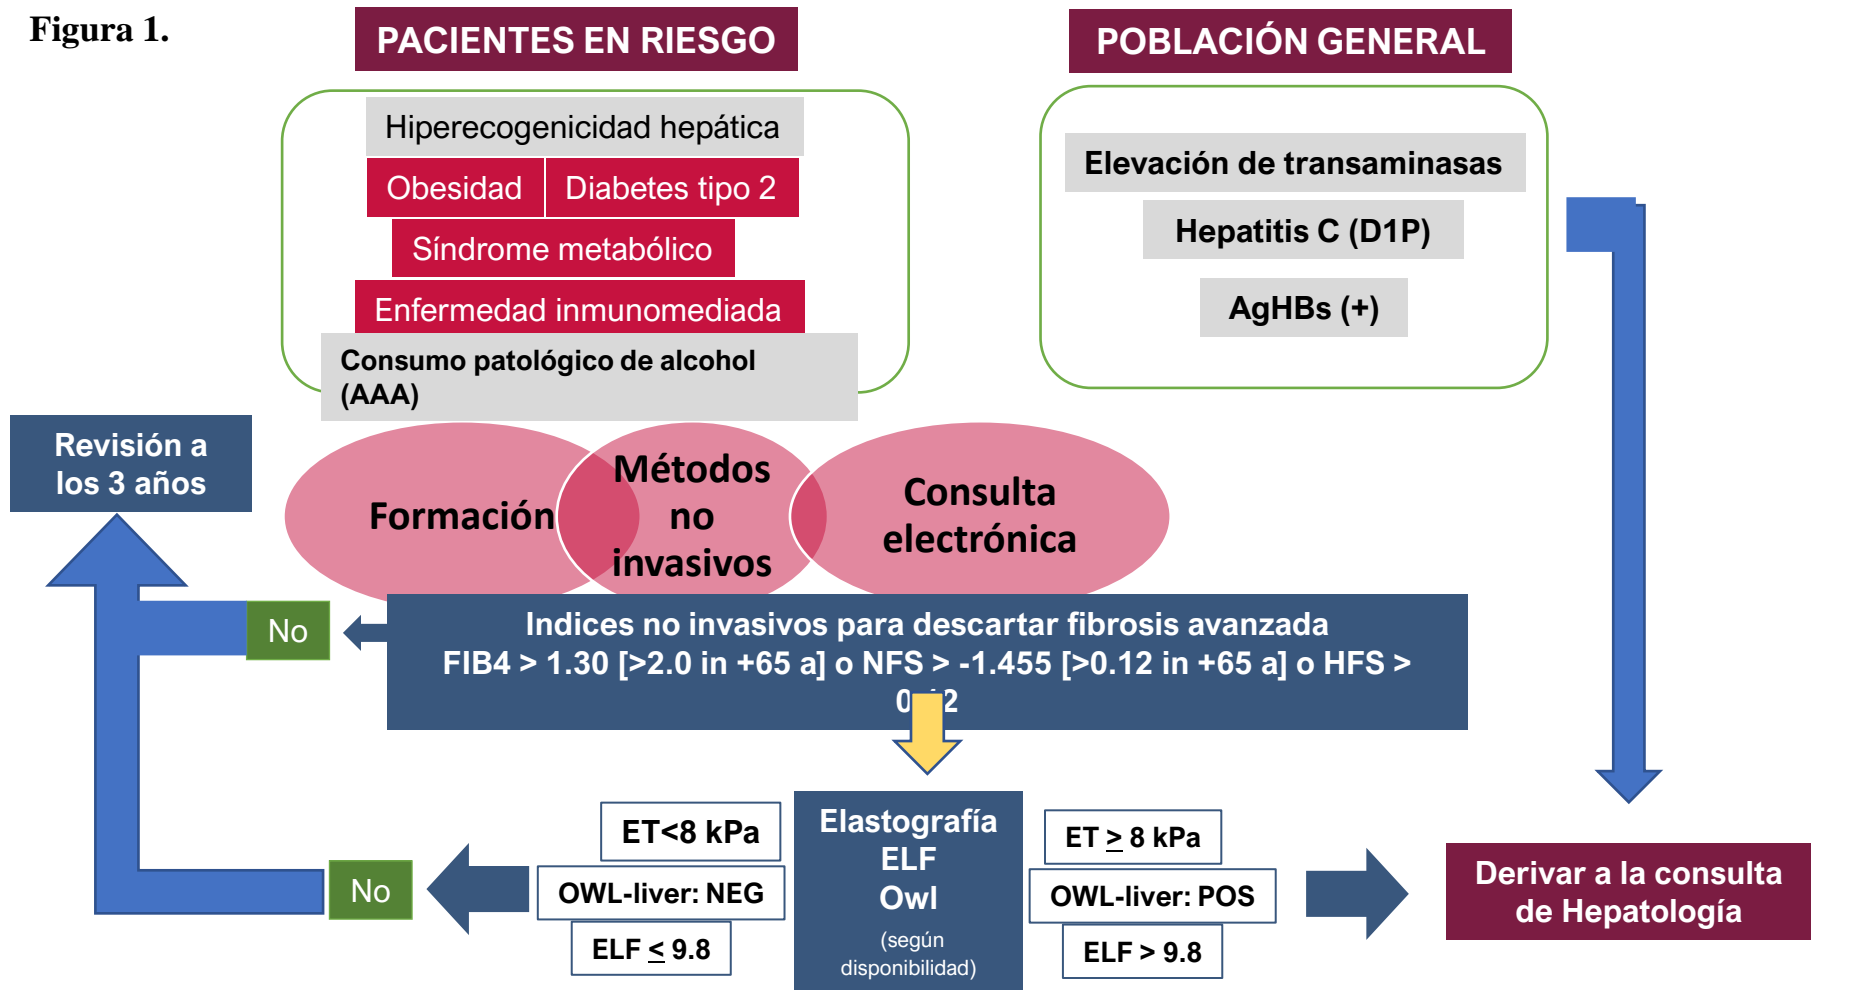 Figura 1.
PACIENTES EN RIESGO
Hiperecogenicidad hepática
Obesidad
Diabetes tipo 2
Síndrome metabólico
Enfermedad inmunomediada
Consumo patológico de alcohol
(AAA)
POBLACIÓN GENERAL
Elevación de transaminasas
Hepatitis C (D1P)
AgHBs (+)
Revisión a
los 3 años
Formación
Métodos
no
invasivos
Consulta
electrónica
No
Indices no invasivos para descartar fibrosis avanzada
FIB4 > 1.30 [>2.0 in +65 a] o NFS > -1.455 [>0.12 in +65 a] o HFS >
No
ET<8 kPa
OWL-liver: NEG
ELF ≤ 9.8
Elastografía
ELF
Owl
(según
disponibilidad)
ET ≥ 8 kPa
OWL-liver: POS
ELF > 9.8
Derivar a la consulta
de Hepatología